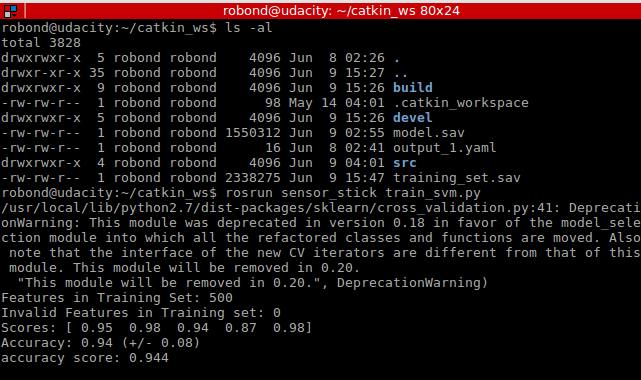 robond@udacity: ~/catkin_ws 80x24
robond@udacity:~/catkin_ws$ ls -al
total 3828
drwxrwxr-x  5 robond robond    4096 Jun  8 02:26 .
drwxr-xr-x 35 robond robond    4096 Jun  9 15:27 ..
drwxrwxr-x  9 robond robond    4096 Jun  9 15:26 build
-rw-rw-r--  1 robond robond      98 May 14 04:01 .catkin_workspace
drwxrwxr-x  5 robond robond    4096 Jun  9 15:26 devel
-rw-rw-r--  1 robond robond 1550312 Jun  9 02:55 model.sav
-rw-rw-r--  1 robond robond      16 Jun  8 02:41 output_1.yaml
drwxrwxr-x  4 robond robond    4096 Jun  9 04:01 src
-rw-rw-r--  1 robond robond 2338275 Jun  9 15:47 training_set.sav
robond@udacity:~/catkin_ws$ rosrun sensor_stick train_svm.py
/usr/local/lib/python2.7/dist-packages/sklearn/cross_validation.py:41: Deprecati
onWarning: This module was deprecated in version 0.18 in favor of the model_sele
ction module into which all the refactored classes and functions are moved. Also
 note that the interface of the new CV iterators are different from that of this
 module. This module will be removed in 0.20.
  "This module will be removed in 0.20.", DeprecationWarning)
Features in Training Set: 500
Invalid Features in Training set: 0
Scores: [ 0.95  0.98  0.94  0.87  0.98]
Accuracy: 0.94 (+/- 0.08)
accuracy score: 0.944